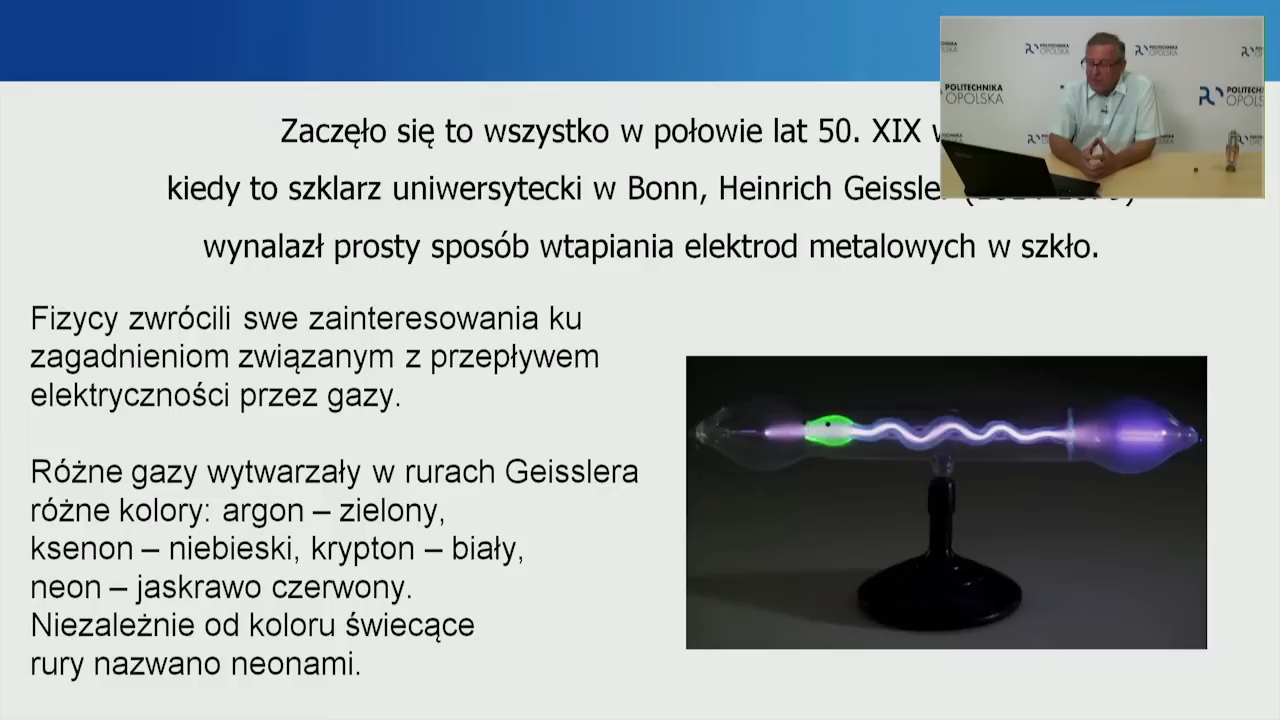 Zaczęło się to wszystko w połowie lat 50. XIX
kiedy to szklarz uniwersytecki w Bonn, Heinrich Geissler
wynalazł prosty sposób wtapiania elektrod metalowych w szkło.
Fizycy zwrócili swe zainteresowania ku
zagadnieniom związanym z przepływem
elektryczności przez gazy.
Różne gazy wytwarzały w rurach Geisslera
różne kolory: argon – zielony,
ksenon – niebieski, krypton – biały,
neon – jaskrawo czerwony.
Niezależnie od koloru świecące
rury nazwano neonami.
POLITECHNIKA
OPOLSKA
POLITECHNIKA
OPOLSKA